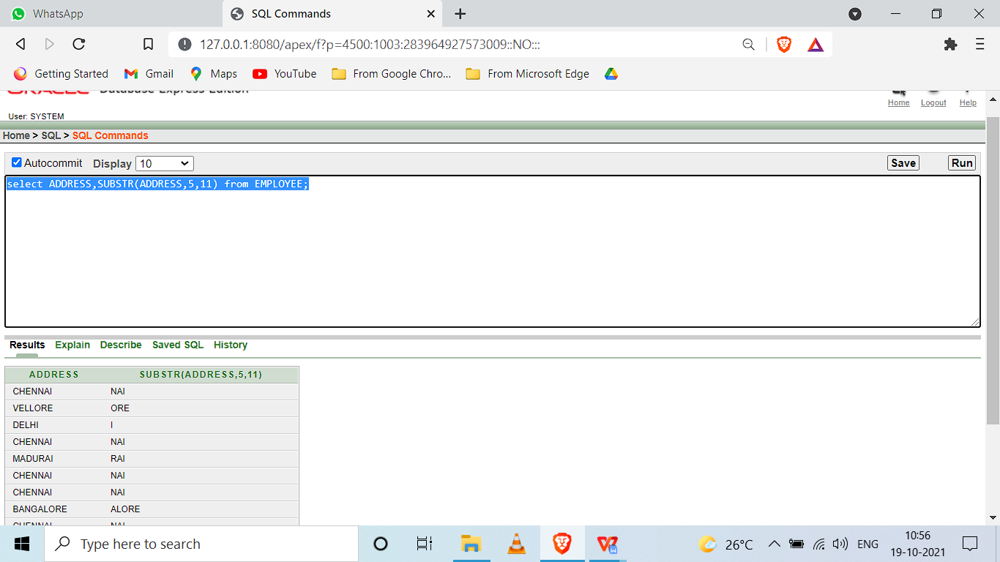 WhatsApp
SQL Commands
127.0.0.1:8080/apex/f?p=4500:1003:283964927573009::NO:::
Getting Started Gmail Maps YouTube From Google Chro... From Microsoft Edge
ORACLE Database Express Edition
Home Logout Help
User: SYSTEM
Home > SQL > SQL Commands
Autocommit Display 10 Save Run
select ADDRESS,SUBSTR(ADDRESS,5,11) from EMPLOYEE;
Results Explain Describe Saved SQL History
ADDRESS SUBSTR(ADDRESS,5,11)
CHENNAI NAI
VELLORE ORE
DELHI I
CHENNAI NAI
MADURAI RAI
CHENNAI NAI
CHENNAI NAI
BANGALORE ALORE
CHENNAI NAI
Type here to search 26°C ENG 10:56
19-10-2021